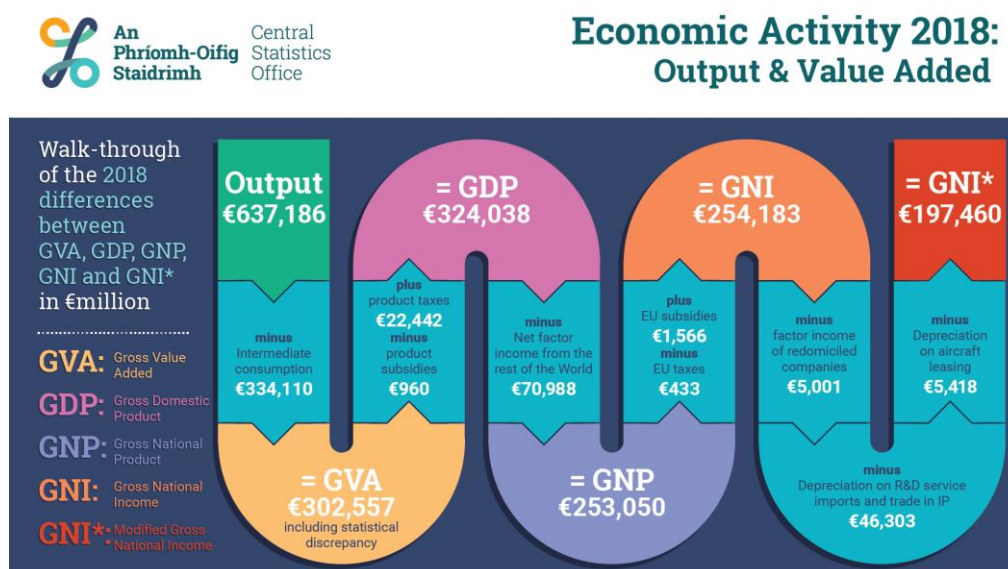 An
Phríomh-Oifig
Staidrimh
Central
Statistics
Office
Economic Activity 2018:
Output & Value Added
Walk-through
of the 2018
differences
between
GVA, GDP, GNP,
GNI and GNI*
in €million
GVA: Gross Value
Added
GDP: Gross Domestic
Product
GNP: Gross National
Product
GNI: Gross National
Income
GNI*: Modified Gross
National Income
Output
€637,186
minus
Intermediate
consumption
€334,110
= GVA
€302,557
including statistical
discrepancy
plus
product taxes
€22,442
minus
product
subsidies
€960
= GDP
€324,038
minus
Net factor
income from the
rest of the World
€70,988
= GNP
€253,050
plus
EU subsidies
€1,566
minus
EU taxes
€433
= GNI
€254,183
minus
factor income
of redomiciled
companies
€5,001
minus
Depreciation on R&D service
imports and trade in IP
€46,303
minus
Depreciation
on aircraft
leasing
€5,418
= GNI*
€197,460